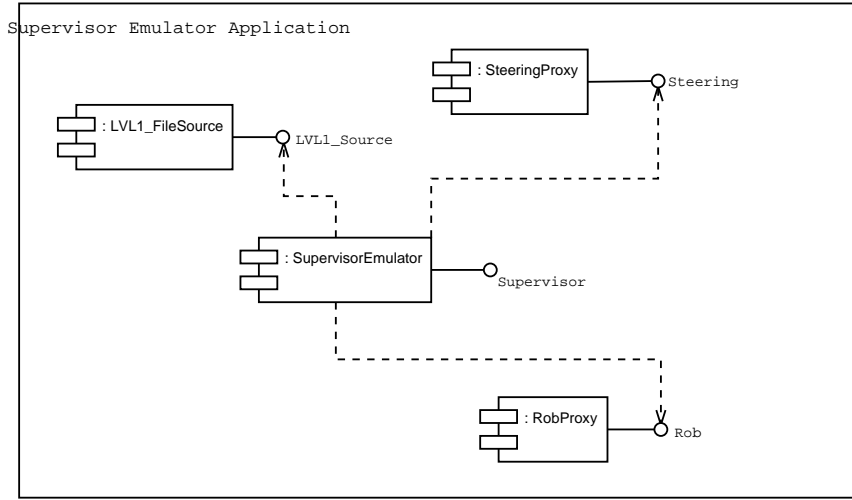 Supervisor Emulator Application
: SteeringProxy
Steering
: LVL1_FileSource
LVL1_Source
: SupervisorEmulator
Supervisor
: RobProxy
Rob